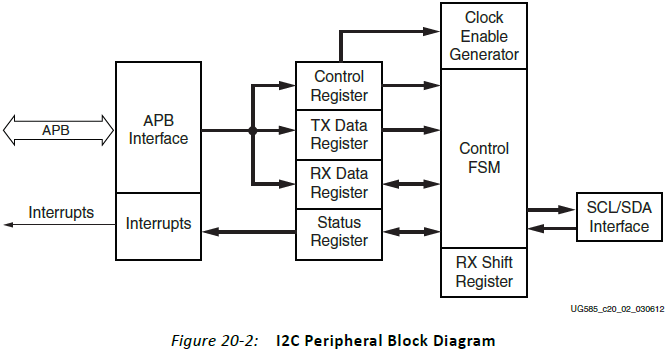 Clock
Enable
Generator
Control
Register
APB
APB
Interface
TX Data
Register
Control
FSM
RX Data
Register
Interrupts
Interrupts
Status
Register
SCL/SDA
Interface
RX Shift
Register
UG585_c20_02_030612
Figure 20-2: I2C Peripheral Block Diagram